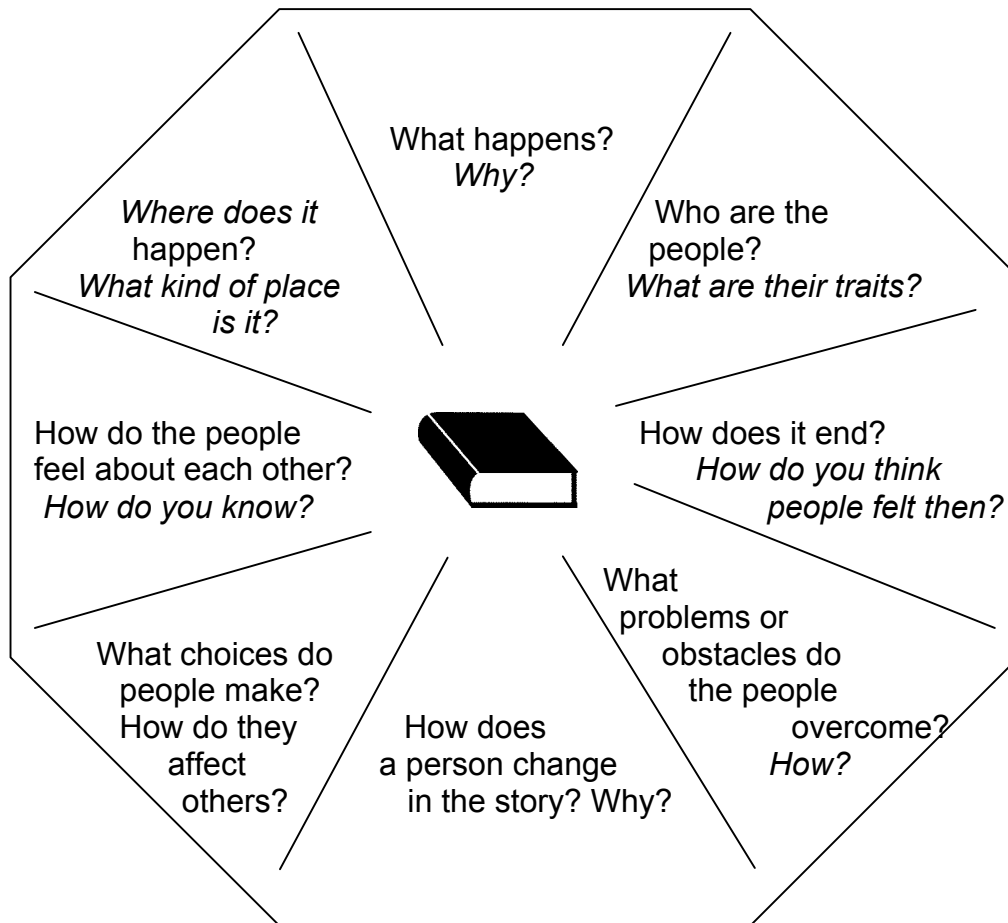 What happens?
Why?
Who are the
people?
What are their traits?
How does it end?
How do you think
people felt then?
What
problems or
obstacles do
the people
overcome?
How?
How does
a person change
in the story? Why?
What choices do
people make?
How do they
affect
others?
How do the people
feel about each other?
How do you know?
Where does it
happen?
What kind of place
is it?